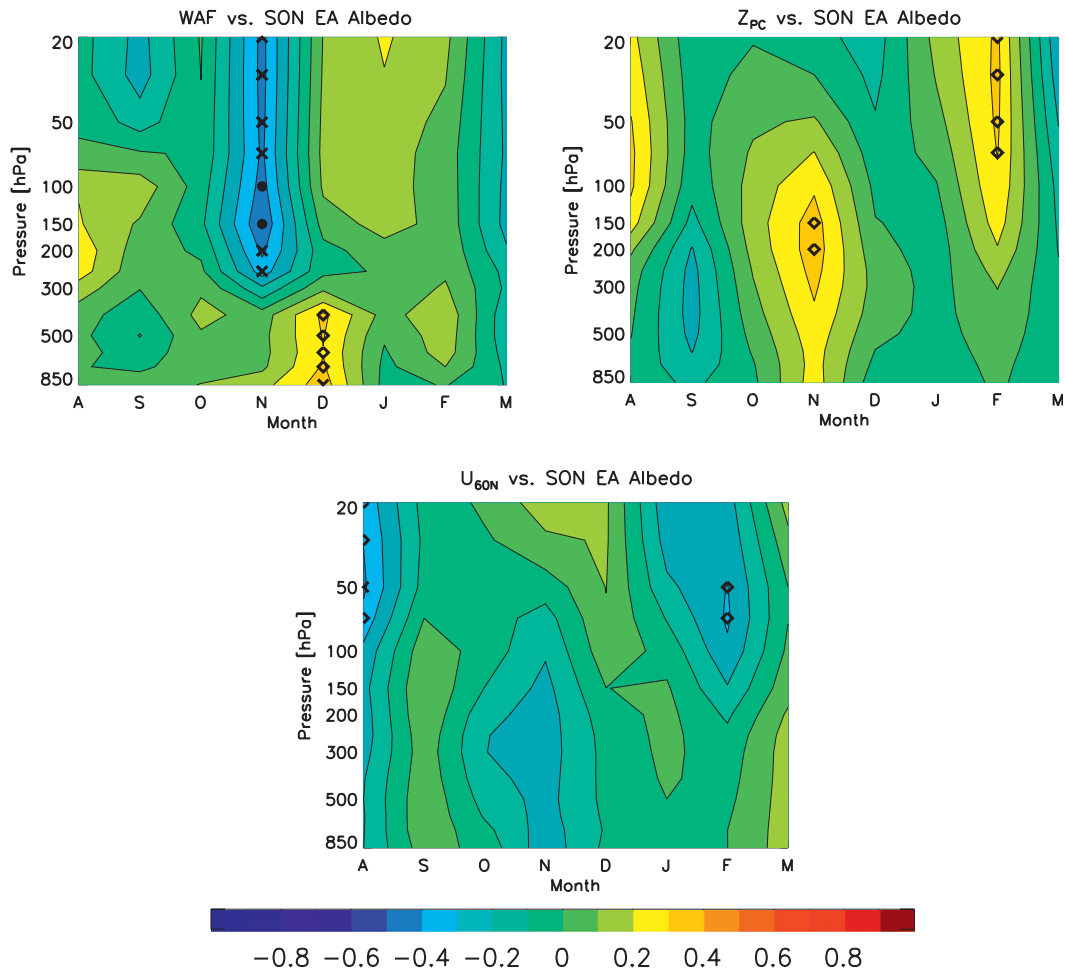 WAF vs. SON EA Albedo
Pressure [hPa]
20
50
100
150
200
300
500
850
A S O N D J F M
Month
Z_PC vs. SON EA Albedo
Pressure [hPa]
20
50
100
150
200
300
500
850
A S O N D J F M
Month
U_60N vs. SON EA Albedo
Pressure [hPa]
20
50
100
150
200
300
500
850
A S O N D J F M
Month
−0.8 −0.6 −0.4 −0.2 0 0.2 0.4 0.6 0.8